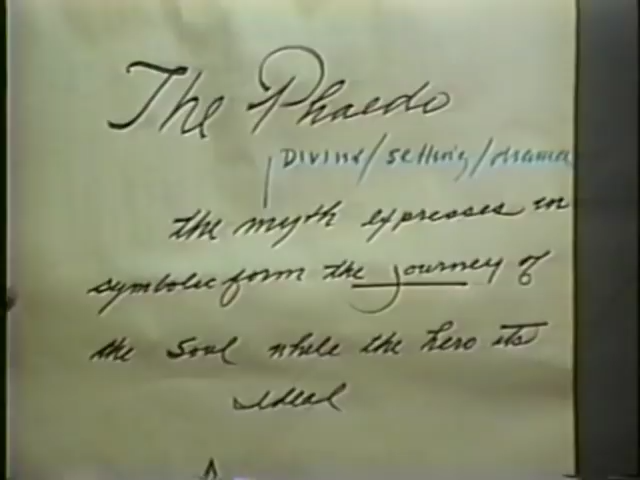 The Phaedo
Divine/setting/drama
the myth expresses in
symbolic form the journey of
the Soul while the hero its
ideal